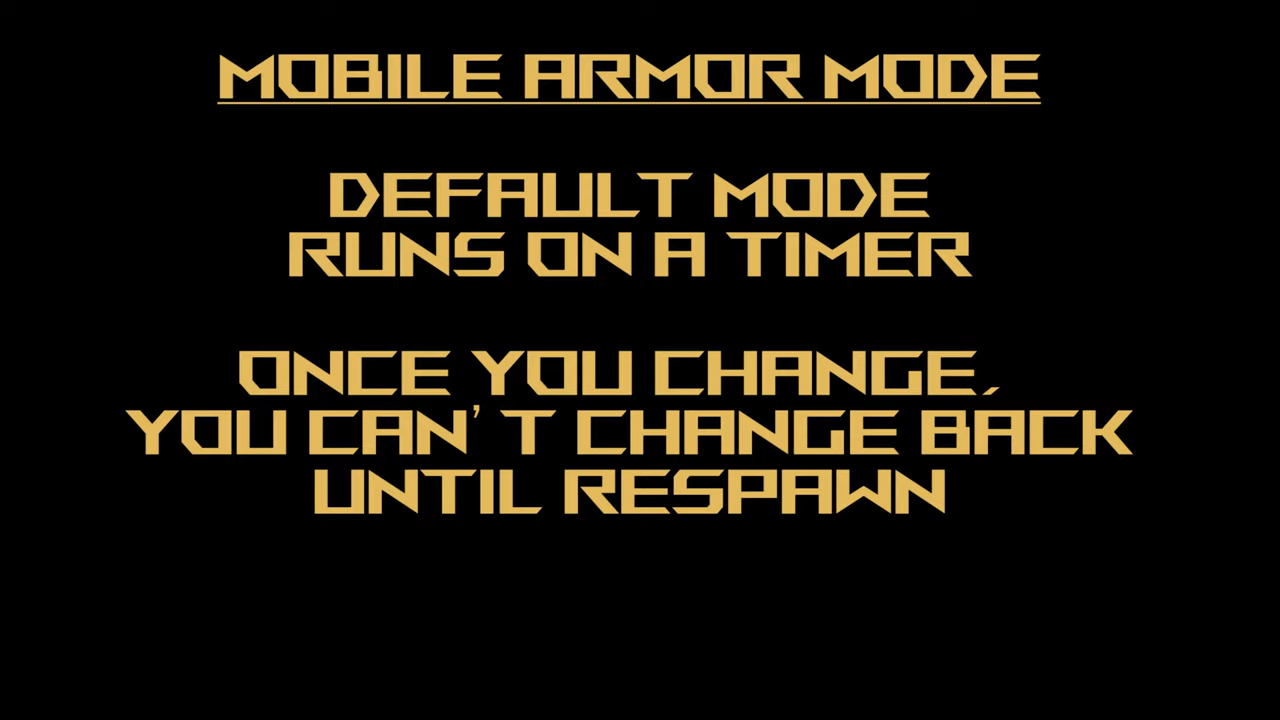 MOBILE ARMOR MODE
DEFAULT MODE
RUNS ON A TIMER
ONCE YOU CHANGE,
YOU CAN'T CHANGE BACK
UNTIL RESPAWN